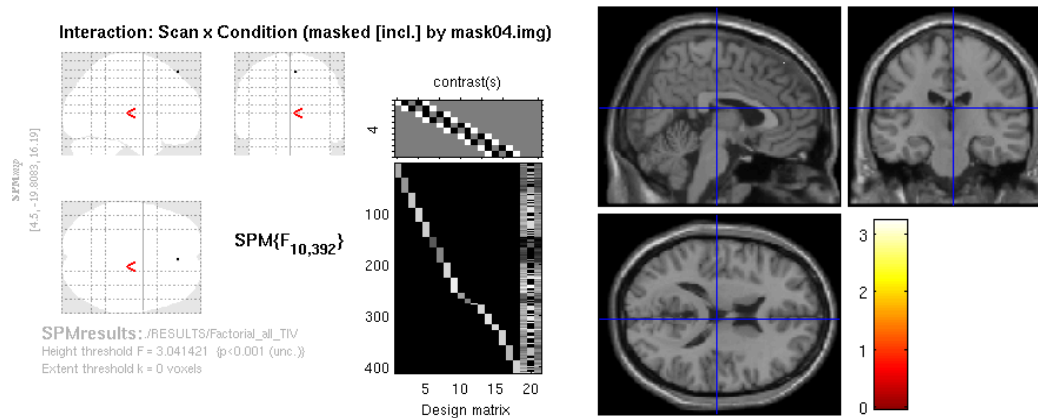 Interaction: Scan x Condition (masked [incl.] by mask04.img)
SPMmip
[4.5, -19.8083, 16.19]
contrast(s)
4
SPM{F10,392}
100
200
300
400
5 10 15 20
Design matrix
SPMresults: ./RESULTS/Factorial_all_TIV
Height threshold F = 3.041421 {p<0.001 (unc.)}
Extent threshold k = 0 voxels
3
2
1
0